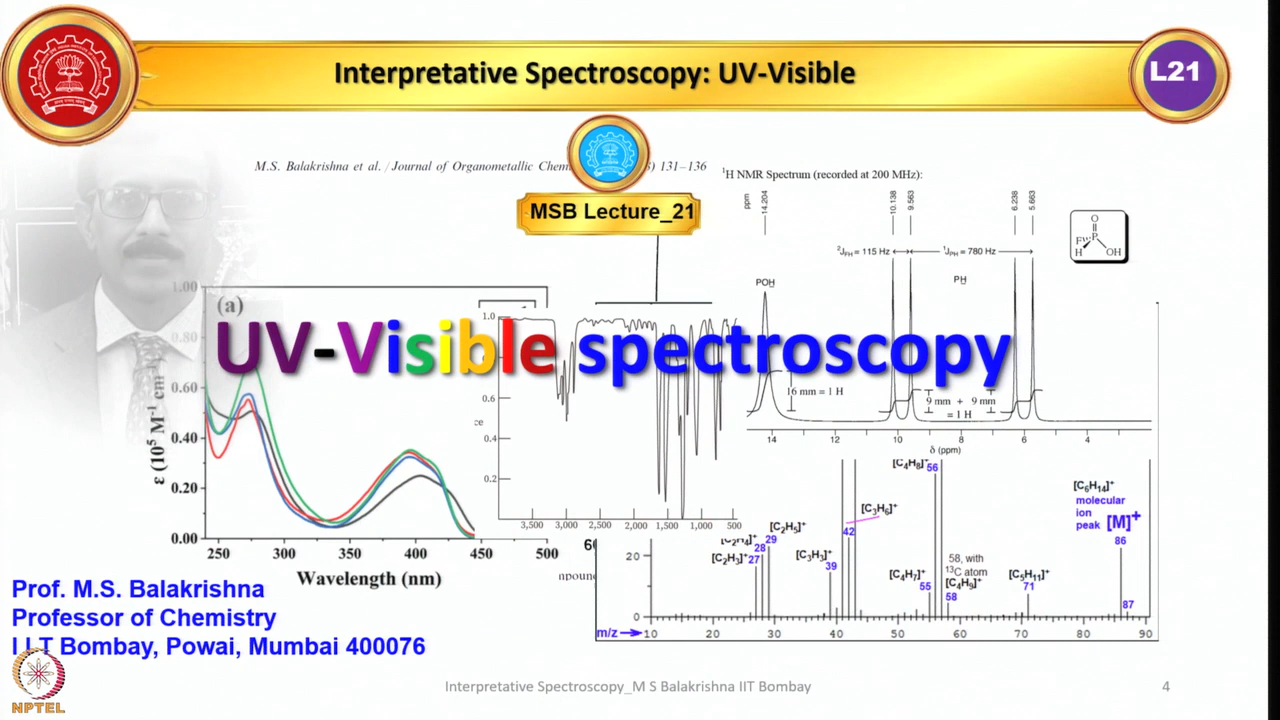 Interpretative Spectroscopy: UV-Visible
L21
M.S. Balakrishna et al. / Journal of Organometallic Chem
) 131–136
MSB Lecture_21
¹H NMR Spectrum (recorded at 200 MHz):
ppm
14.204
10.138
9.563
6.238
5.663
²JFH = 115 Hz
¹JPH = 780 Hz
POH
PH
O
F
P
H
OH
16 mm = 1 H
9 mm + 9 mm
= 1 H
14 12 10 8 6 4
δ (ppm)
UV-Visible spectroscopy
(a)
1.00
0.80
0.60
0.40
0.20
0.00
ε (10⁵ M⁻¹ cm⁻¹)
250 300 350 400 450 500
Wavelength (nm)
1.0
0.6
0.4
0.2
3,500 3,000 2,500 2,000 1,500 1,000 500
[C₂H₄]⁺
28
[C₂H₃]⁺ 27
[C₂H₅]⁺
29
[C₃H₃]⁺
39
[C₃H₆]⁺
42
[C₄H₈]⁺ 56
[C₄H₇]⁺
55
58, with
¹³C atom
[C₄H₉]⁺
58
[C₅H₁₁]⁺
71
[C₆H₁₄]⁺
molecular
ion
peak [M]⁺
86
87
20
0
m/z
10 20 30 40 50 60 70 80 90
Prof. M.S. Balakrishna
Professor of Chemistry
I I T Bombay, Powai, Mumbai 400076
NPTEL
Interpretative Spectroscopy_M S Balakrishna IIT Bombay
4